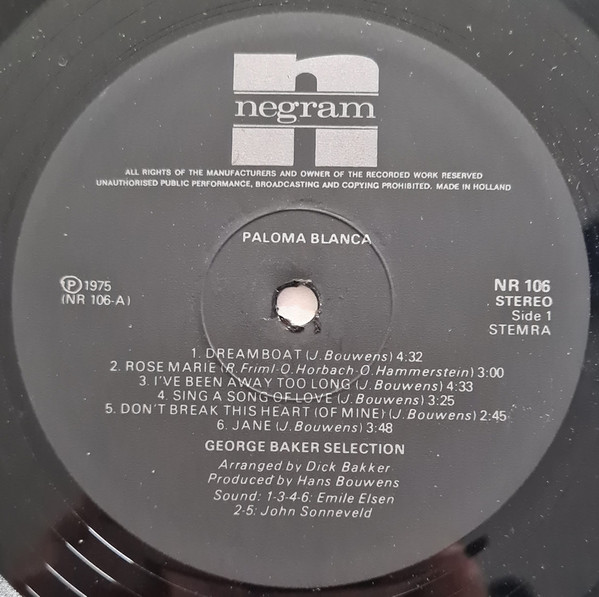 negram
ALL RIGHTS OF THE MANUFACTURERS AND OWNER OF THE RECORDED WORK RESERVED
UNAUTHORISED PUBLIC PERFORMANCE, BROADCASTING AND COPYING PROHIBITED. MADE IN HOLLAND
PALOMA BLANCA
Ⓟ 1975
(NR 106-A)
NR 106
STEREO
Side 1
STEMRA
1. DREAMBOAT (J. Bouwens) 4:32
2. ROSE MARIE (R. Friml-O. Horbach-O. Hammerstein) 3:00
3. I'VE BEEN AWAY TOO LONG (J. Bouwens) 4:33
4. SING A SONG OF LOVE (J. Bouwens) 3:25
5. DON'T BREAK THIS HEART (OF MINE) (J. Bouwens) 2:45
6. JANE (J. Bouwens) 3:48
GEORGE BAKER SELECTION
Arranged by Dick Bakker
Produced by Hans Bouwens
Sound: 1-3-4-6: Emile Elsen
2-5: John Sonneveld